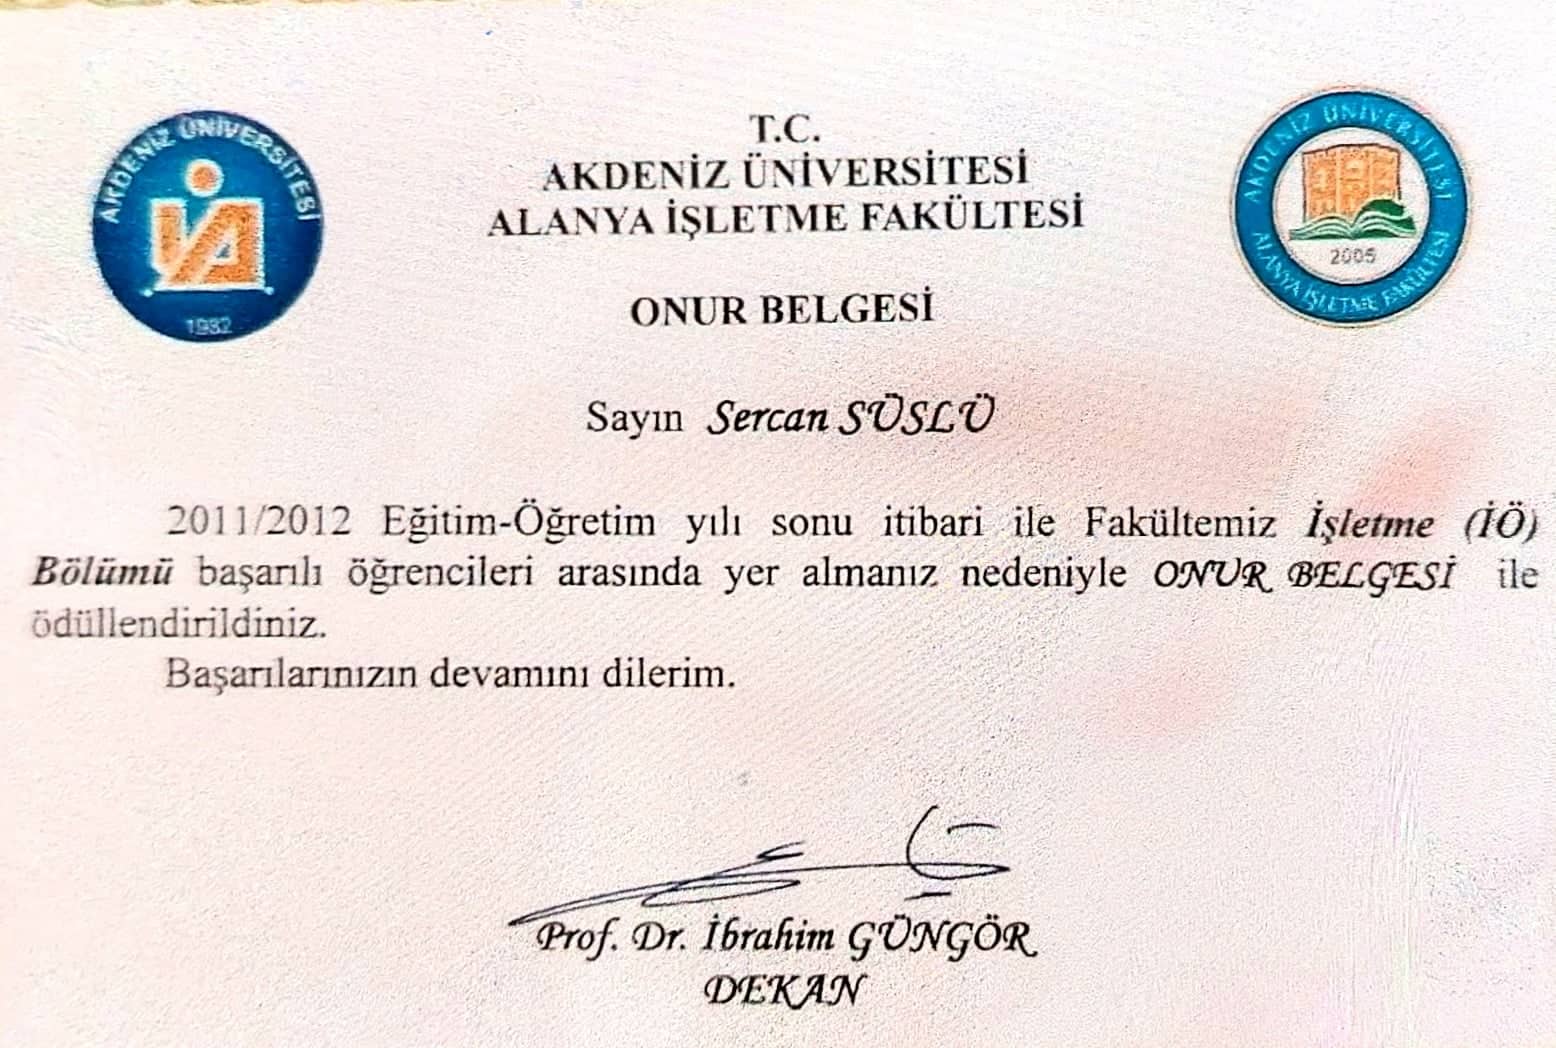 AKDENİZ ÜNİVERSİTESİ
1982
T.C.
AKDENİZ ÜNİVERSİTESİ
ALANYA İŞLETME FAKÜLTESİ
AKDENİZ ÜNİVERSİTESİ
2005
ALANYA İŞLETME FAKÜLTESİ
ONUR BELGESİ
Sayın Sercan SÜSLÜ
2011/2012 Eğitim-Öğretim yılı sonu itibari ile Fakültemiz İşletme (İÖ)
Bölümü başarılı öğrencileri arasında yer almanız nedeniyle ONUR BELGESİ ile
ödüllendirildiniz.
Başarılarınızın devamını dilerim.
Prof. Dr. İbrahim GÜNGÖR
DEKAN